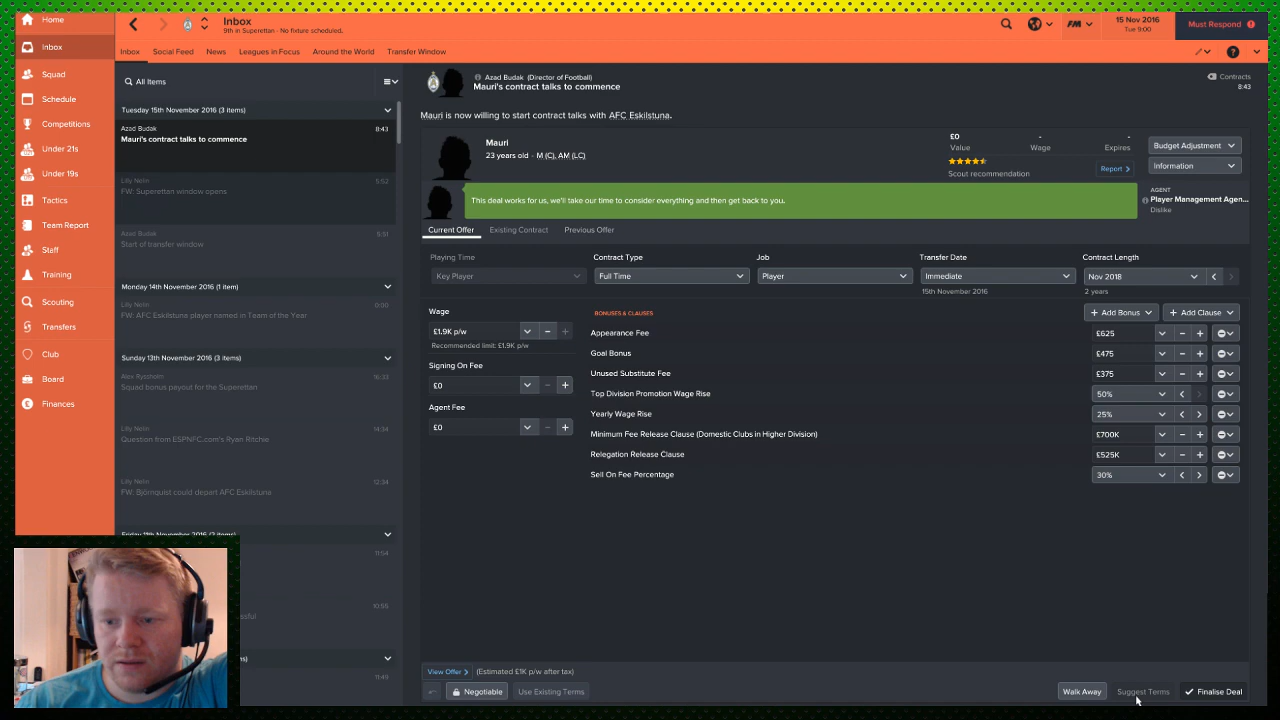 Home
Inbox
Squad
Schedule
Competitions
Under 21s
Under 19s
Tactics
Team Report
Staff
Training
Scouting
Transfers
Club
Board
Finances
Inbox
9th in Superettan - No fixture scheduled.
FM
15 Nov 2016
Tue 9:00
Must Respond
Inbox Social Feed News Leagues in Focus Around the World Transfer Window
All Items
Tuesday 15th November 2016 (3 items)
Azad Budak 8:43
Mauri's contract talks to commence
Lilly Nelin 5:52
FW: Superettan window opens
Azad Budak 5:51
Start of transfer window
Monday 14th November 2016 (1 item)
Lilly Nelin 0:00
FW: AFC Eskilstuna player named in Team of the Year
Sunday 13th November 2016 (3 items)
Alex Ryssholm 16:33
Squad bonus payout for the Superettan
Lilly Nelin 14:34
Question from ESPNFC.com's Ryan Ritchie
Lilly Nelin 12:34
FW: Björnquist could depart AFC Eskilstuna
Friday 11th November 2016
11:54
10:55
11:49
Azad Budak (Director of Football)
Mauri's contract talks to commence
Contracts
8:43
Mauri is now willing to start contract talks with AFC Eskilstuna.
Mauri
23 years old - M (C), AM (LC)
£0 - -
Value Wage Expires
Scout recommendation
Report
Budget Adjustment
Information
This deal works for us, we'll take our time to consider everything and then get back to you.
AGENT
Player Management Agen...
Dislike
Current Offer Existing Contract Previous Offer
Playing Time Contract Type Job Transfer Date Contract Length
Key Player Full Time Player Immediate Nov 2018
15th November 2016 2 years
Wage
£1.9K p/w
Recommended limit: £1.9K p/w
Signing On Fee
£0
Agent Fee
£0
BONUSES & CLAUSES
Add Bonus Add Clause
Appearance Fee £625
Goal Bonus £475
Unused Substitute Fee £375
Top Division Promotion Wage Rise 50%
Yearly Wage Rise 25%
Minimum Fee Release Clause (Domestic Clubs in Higher Division) £700K
Relegation Release Clause £525K
Sell On Fee Percentage 30%
View Offer (Estimated £1K p/w after tax)
Negotiable Use Existing Terms Walk Away Suggest Terms Finalise Deal